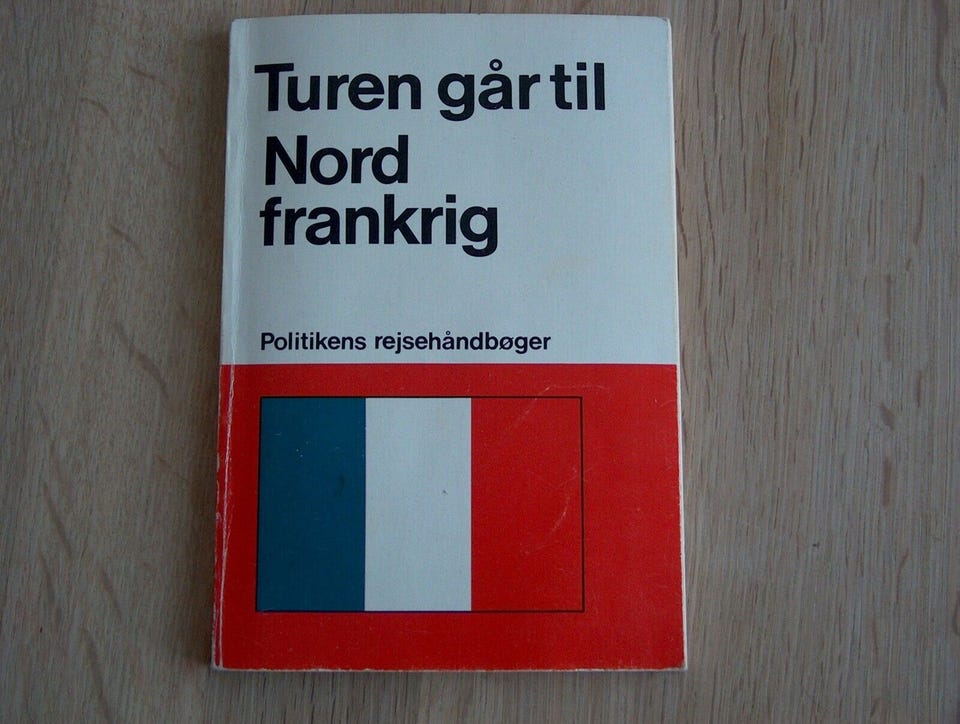 Turen går til
Nord
frankrig
Politikens rejsehåndbøger